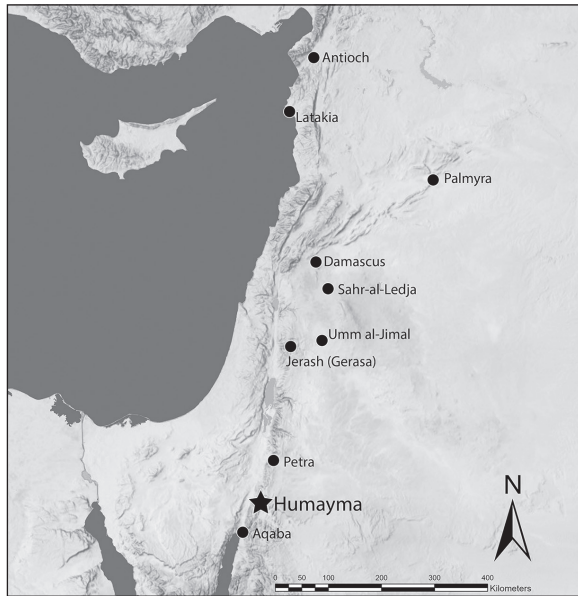 Antioch
Latakia
Palmyra
Damascus
Sahr-al-Ledja
Umm al-Jimal
Jerash (Gerasa)
Petra
N
Humayma
Aqaba
0 25 50 75 100 200 300 400
Kilometers